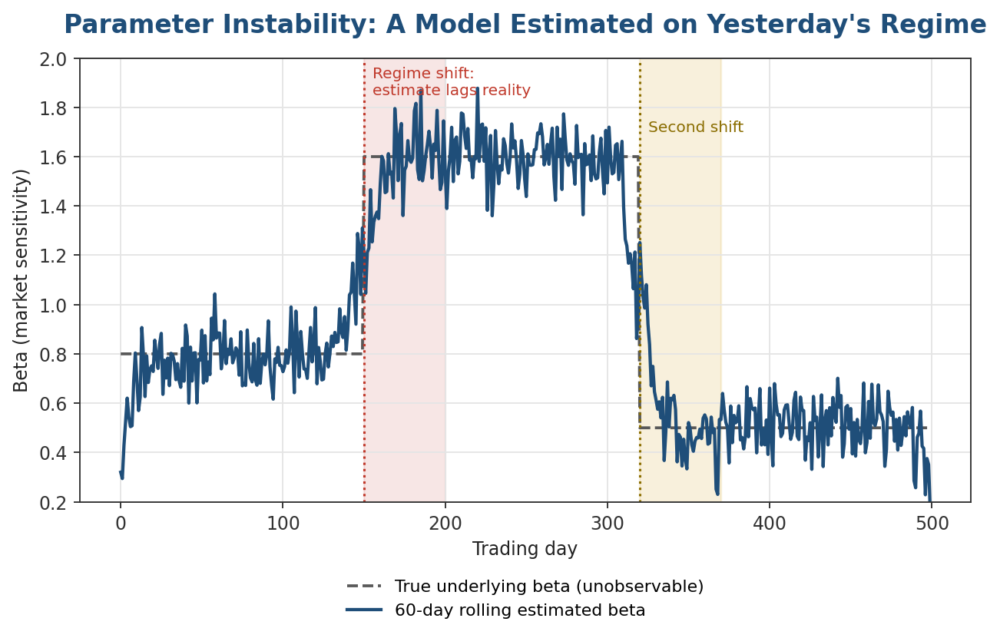 Parameter Instability: A Model Estimated on Yesterday's Regime
Beta (market sensitivity)
2.0
1.8
1.6
1.4
1.2
1.0
0.8
0.6
0.4
0.2
Regime shift:
estimate lags reality
Second shift
0 100 200 300 400 500
Trading day
True underlying beta (unobservable)
60-day rolling estimated beta